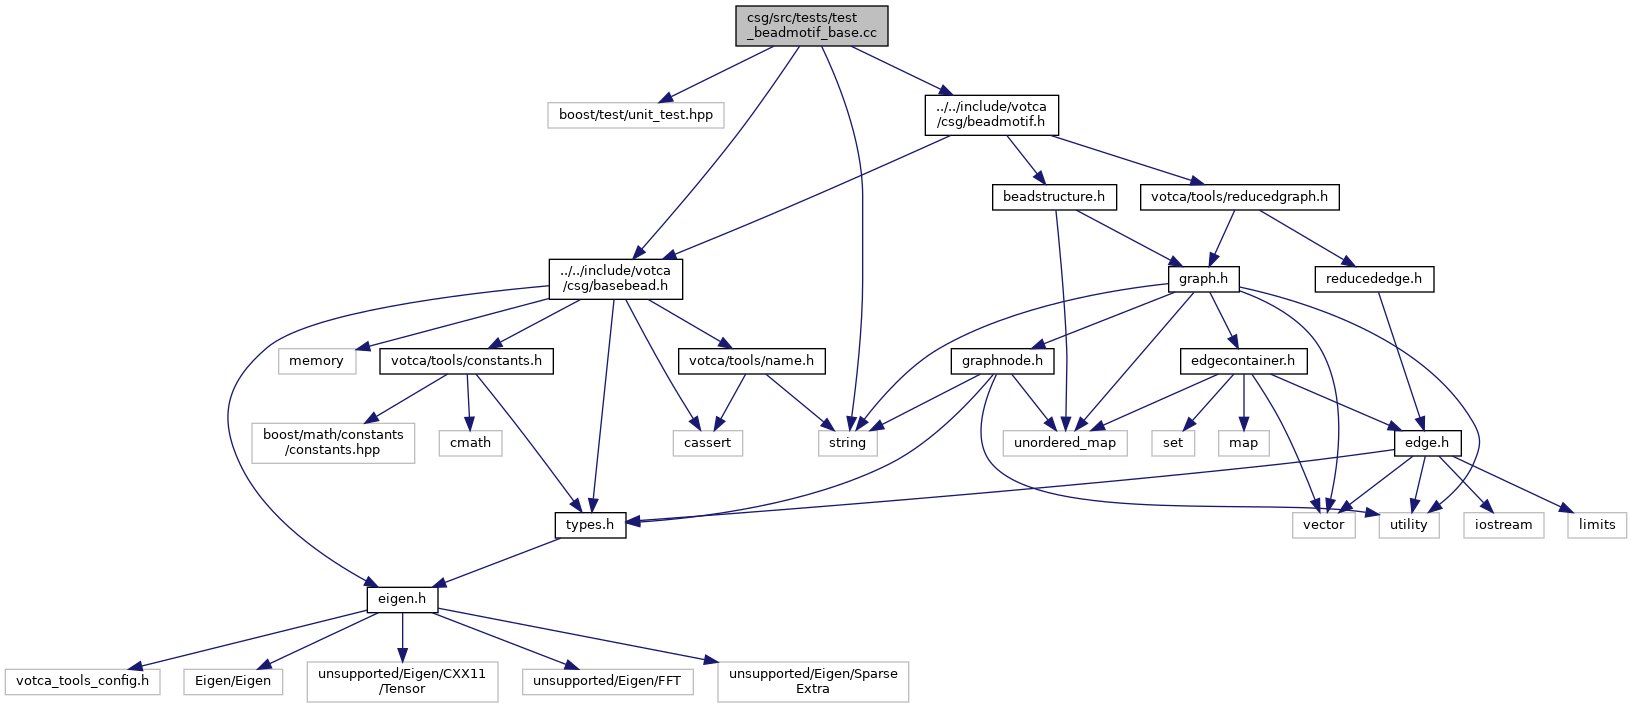 csg/src/tests/test
_beadmotif_base.cc
boost/test/unit_test.hpp
../../include/votca
/csg/beadmotif.h
beadstructure.h
votca/tools/reducedgraph.h
../../include/votca
/csg/basebead.h
graph.h
reducededge.h
memory
votca/tools/constants.h
votca/tools/name.h
graphnode.h
edgecontainer.h
boost/math/constants
/constants.hpp
cmath
cassert
string
unordered_map
set
map
edge.h
types.h
vector
utility
iostream
limits
eigen.h
votca_tools_config.h
Eigen/Eigen
unsupported/Eigen/CXX11
/Tensor
unsupported/Eigen/FFT
unsupported/Eigen/Sparse
Extra